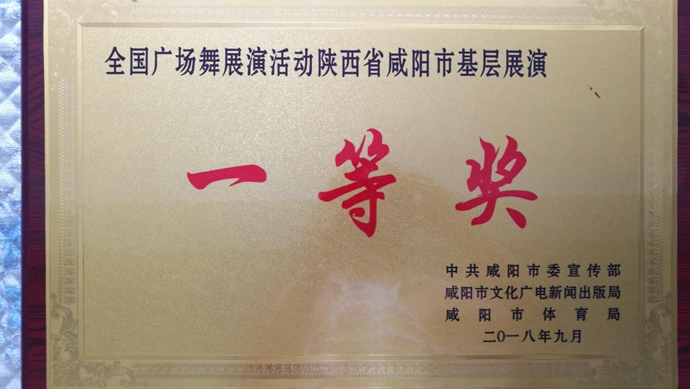 全国广场舞展演活动陕西省咸阳市基层展演
一等奖
中共咸阳市委宣传部
咸阳市文化广电新闻出版局
咸阳市体育局
二0一八年九月